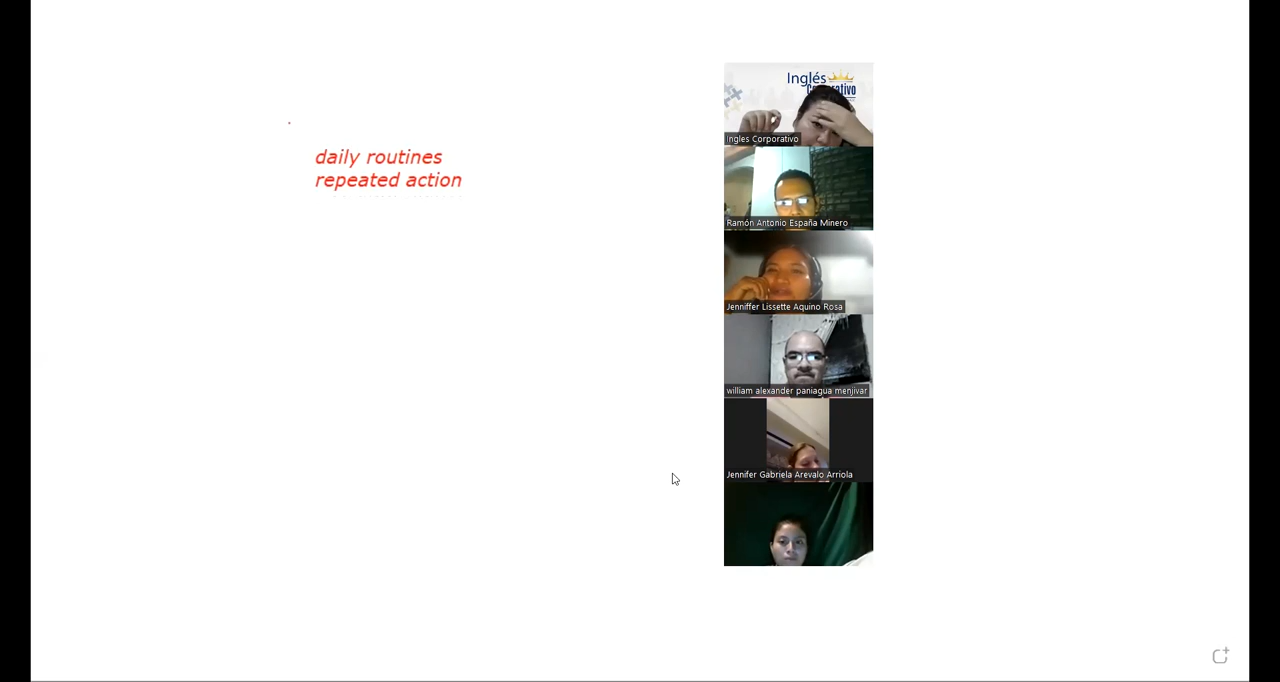 daily routines
repeated action
Inglés
Ingles Corporativo
Ramón Antonio España Minero
Jenniffer Lissette Aquino Rosa
william alexander paniagua menjivar
Jennifer Gabriela Arevalo Arriola